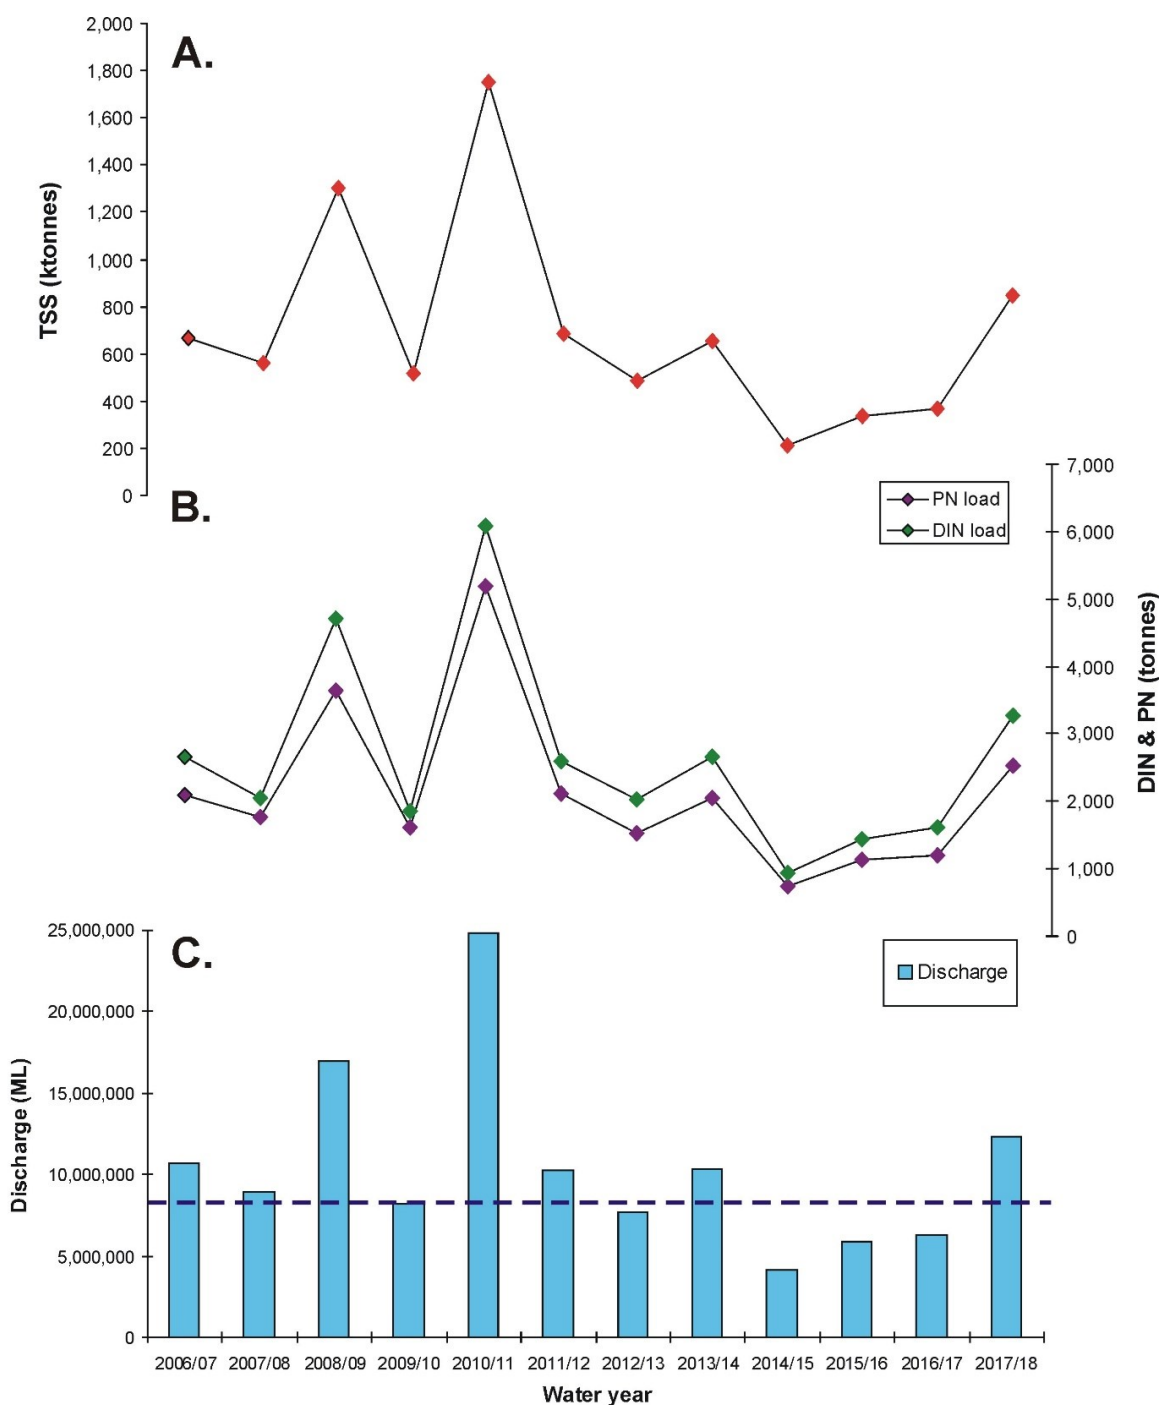 A.
2,000
1,800
1,600
1,400
1,200
1,000
800
600
400
200
0
TSS (ktonnes)
B.
PN load
DIN load
7,000
6,000
5,000
4,000
3,000
2,000
1,000
0
DIN & PN (tonnes)
C.
Discharge
25,000,000
20,000,000
15,000,000
10,000,000
5,000,000
0
Discharge (ML)
2006/07 2007/08 2008/09 2009/10 2010/11 2011/12 2012/13 2013/14 2014/15 2015/16 2016/17 2017/18
Water year